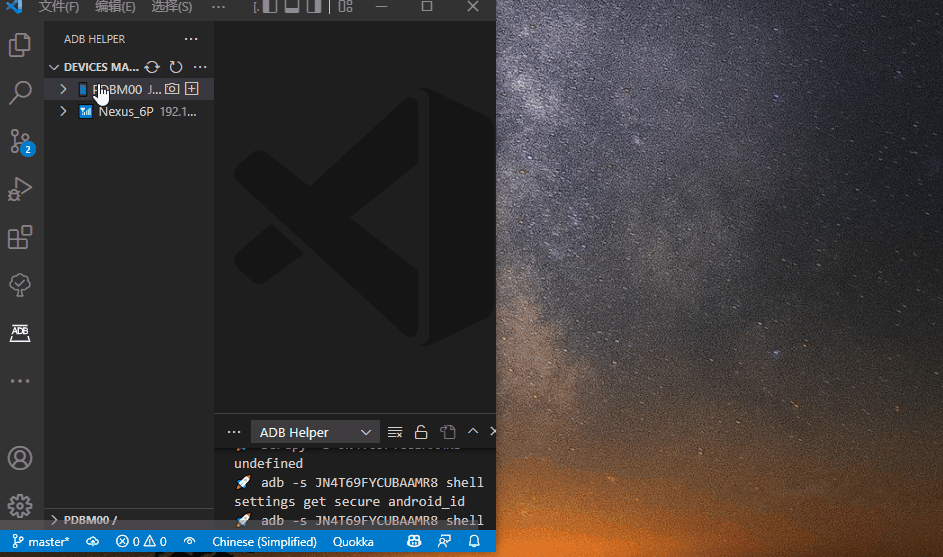 文件(F) 编辑(E) 选择(S) ···
ADB HELPER ···
DEVICES MA... ···
PDBM00 J...
Nexus_6P 192.1...
2
ADB
··· ADB Helper
undefined
adb -s JN4T69FYCUBAAMR8 shell
settings get secure android_id
adb -s JN4T69FYCUBAAMR8 shell
PDBM00 /
master* 0 0 Chinese (Simplified) Quokka